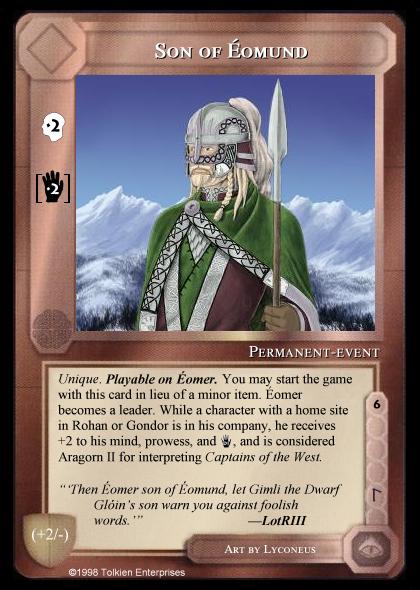 SON OF ÉOMUND
•2
[•2]
PERMANENT-EVENT
Unique. Playable on Éomer. You may start the game
with this card in lieu of a minor item. Éomer
becomes a leader. While a character with a home site
in Rohan or Gondor is in his company, he receives
+2 to his mind, prowess, and , and is considered
Aragorn II for interpreting Captains of the West.
“‘Then Éomer son of Éomund, let Gimli the Dwarf
Glóin's son warn you against foolish
words.’” —LotRIII
6
(+2/-)
ART BY LYCONEUS
©1998 Tolkien Enterprises